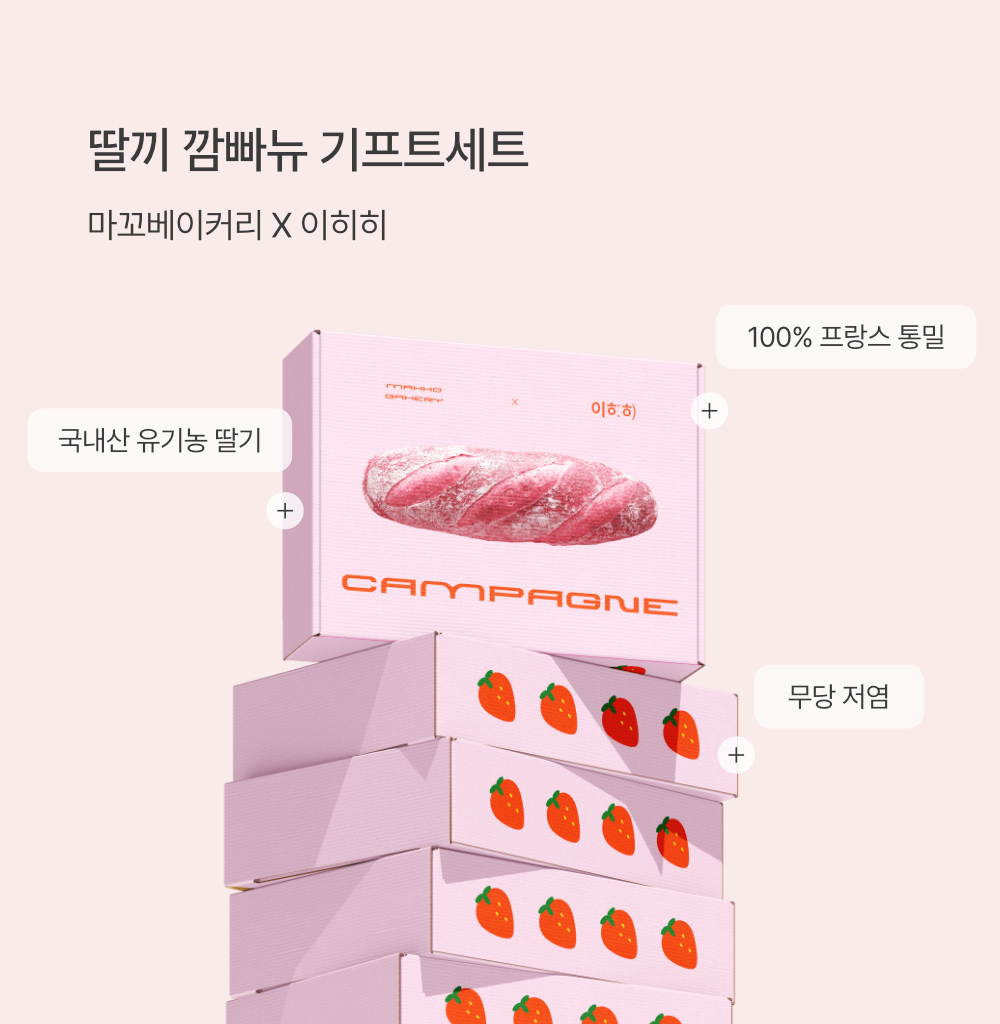 딸끼 깜빠뉴 기프트세트
마꼬베이커리 X 이히히
100% 프랑스 통밀
국내산 유기농 딸기
MAKKO
BAKERY
x
이히히
CAMPAGNE
무당 저염